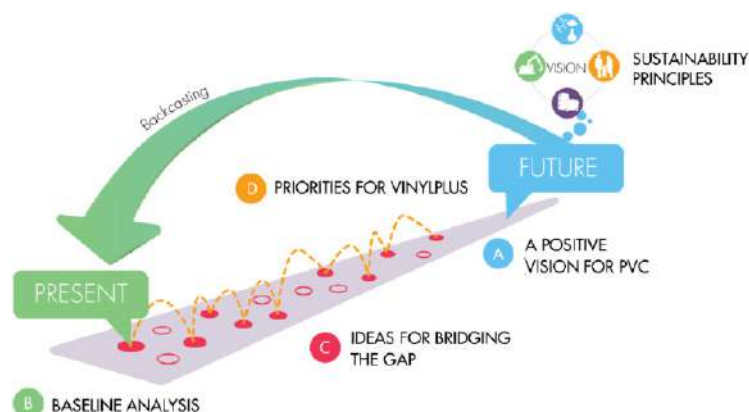 VISION
SUSTAINABILITY
PRINCIPLES
Backcasting
FUTURE
D PRIORITIES FOR VINYLPLUS
A A POSITIVE
VISION FOR PVC
PRESENT
C IDEAS FOR BRIDGING
THE GAP
B BASELINE ANALYSIS